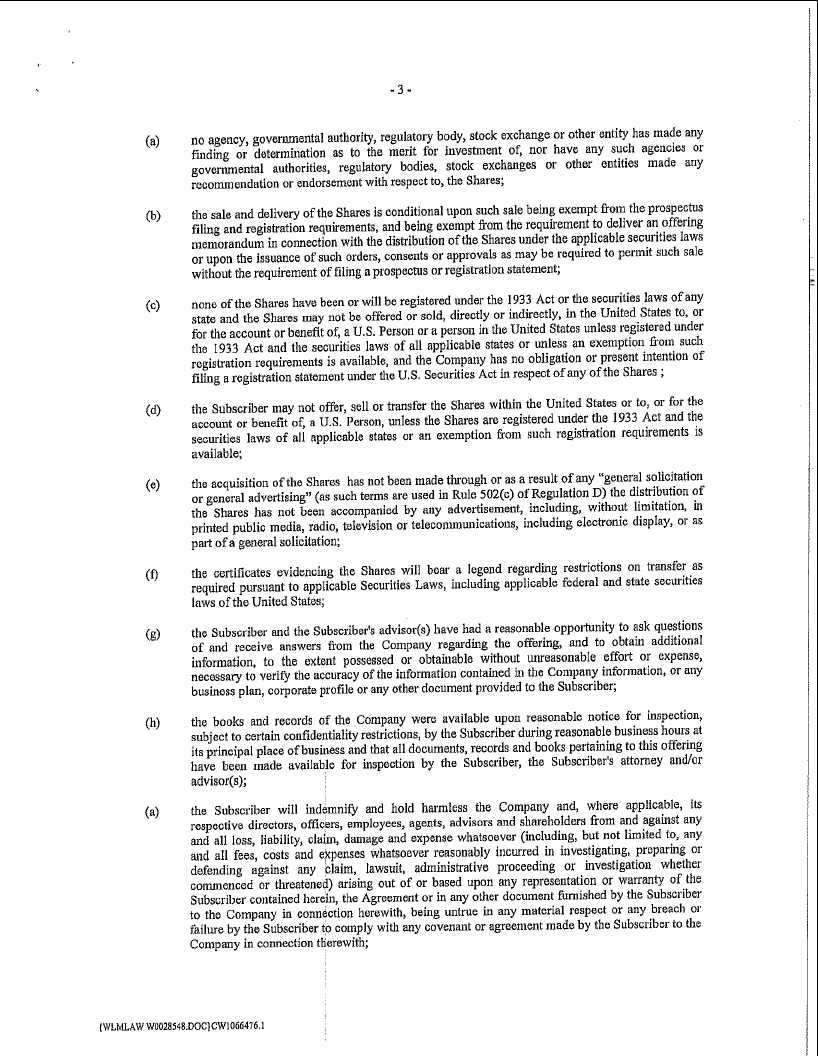 - 3 -
(a) no agency, governmental authority, regulatory body, stock exchange or other entity has made any
finding or determination as to the merit for investment of, nor have any such agencies or
governmental authorities, regulatory bodies, stock exchanges or other entities made any
recommendation or endorsement with respect to, the Shares;
(b) the sale and delivery of the Shares is conditional upon such sale being exempt from the prospectus
filing and registration requirements, and being exempt from the requirement to deliver an offering
memorandum in connection with the distribution of the Shares under the applicable securities laws
or upon the issuance of such orders, consents or approvals as may be required to permit such sale
without the requirement of filing a prospectus or registration statement;
(c) none of the Shares have been or will be registered under the 1933 Act or the securities laws of any
state and the Shares may not be offered or sold, directly or indirectly, in the United States to, or
for the account or benefit of, a U.S. Person or a person in the United States unless registered under
the 1933 Act and the securities laws of all applicable states or unless an exemption from such
registration requirements is available, and the Company has no obligation or present intention of
filing a registration statement under the U.S. Securities Act in respect of any of the Shares ;
(d) the Subscriber may not offer, sell or transfer the Shares within the United States or to, or for the
account or benefit of, a U.S. Person, unless the Shares are registered under the 1933 Act and the
securities laws of all applicable states or an exemption from such registration requirements is
available;
(e) the acquisition of the Shares has not been made through or as a result of any "general solicitation
or general advertising" (as such terms are used in Rule 502(c) of Regulation D) the distribution of
the Shares has not been accompanied by any advertisement, including, without limitation, in
printed public media, radio, television or telecommunications, including electronic display, or as
part of a general solicitation;
(f) the certificates evidencing the Shares will bear a legend regarding restrictions on transfer as
required pursuant to applicable Securities Laws, including applicable federal and state securities
laws of the United States;
(g) the Subscriber and the Subscriber's advisor(s) have had a reasonable opportunity to ask questions
of and receive answers from the Company regarding the offering, and to obtain additional
information, to the extent possessed or obtainable without unreasonable effort or expense,
necessary to verify the accuracy of the information contained in the Company information, or any
business plan, corporate profile or any other document provided to the Subscriber;
(h) the books and records of the Company were available upon reasonable notice for inspection,
subject to certain confidentiality restrictions, by the Subscriber during reasonable business hours at
its principal place of business and that all documents, records and books pertaining to this offering
have been made available for inspection by the Subscriber, the Subscriber's attorney and/or
advisor(s);
(a) the Subscriber will indemnify and hold harmless the Company and, where applicable, its
respective directors, officers, employees, agents, advisors and shareholders from and against any
and all loss, liability, claim, damage and expense whatsoever (including, but not limited to, any
and all fees, costs and expenses whatsoever reasonably incurred in investigating, preparing or
defending against any claim, lawsuit, administrative proceeding or investigation whether
commenced or threatened) arising out of or based upon any representation or warranty of the
Subscriber contained herein, the Agreement or in any other document furnished by the Subscriber
to the Company in connection herewith, being untrue in any material respect or any breach or
failure by the Subscriber to comply with any covenant or agreement made by the Subscriber to the
Company in connection therewith;
{WLMLAW W0028548.DOC}CW1066476.1